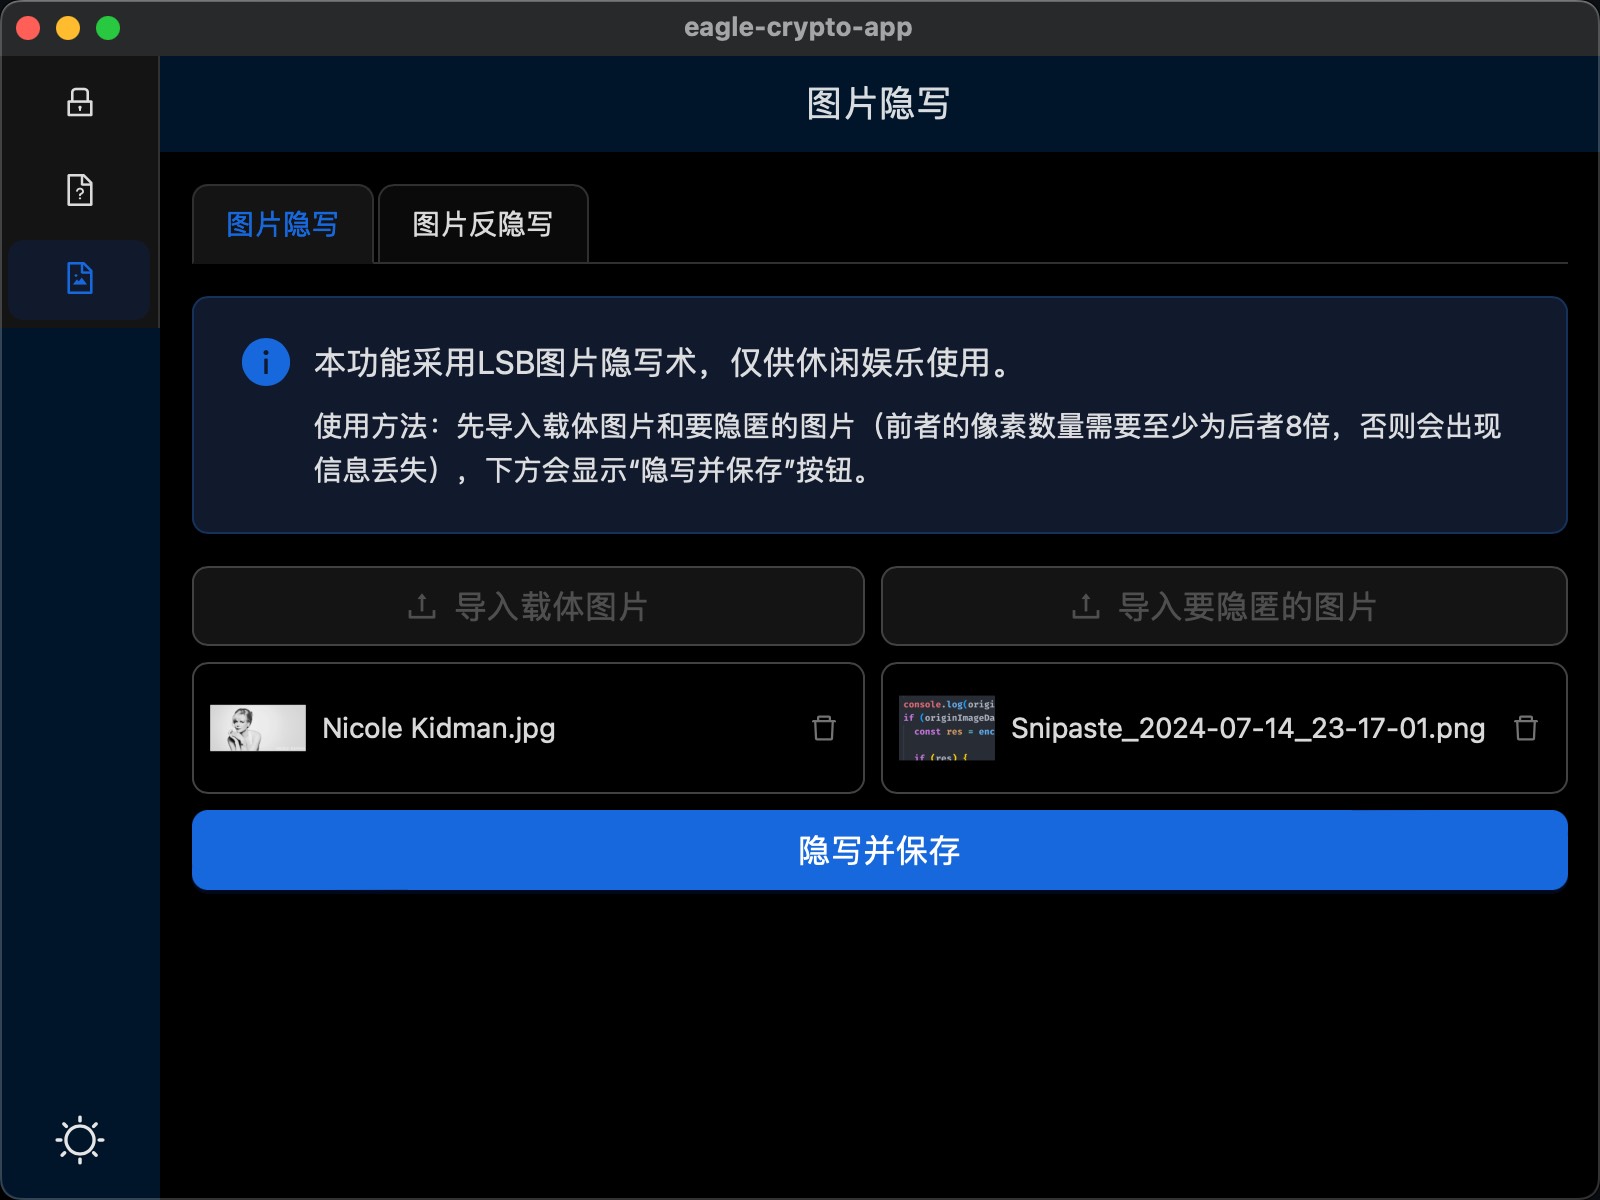 eagle-crypto-app
图片隐写
图片隐写
图片反隐写
本功能采用LSB图片隐写术，仅供休闲娱乐使用。
使用方法：先导入载体图片和要隐匿的图片（前者的像素数量需要至少为后者8倍，否则会出现
信息丢失），下方会显示“隐写并保存”按钮。
导入载体图片
导入要隐匿的图片
Nicole Kidman.jpg
console.log(origi
if (originImageDa
const res = enc
if (res) {
Snipaste_2024-07-14_23-17-01.png
隐写并保存